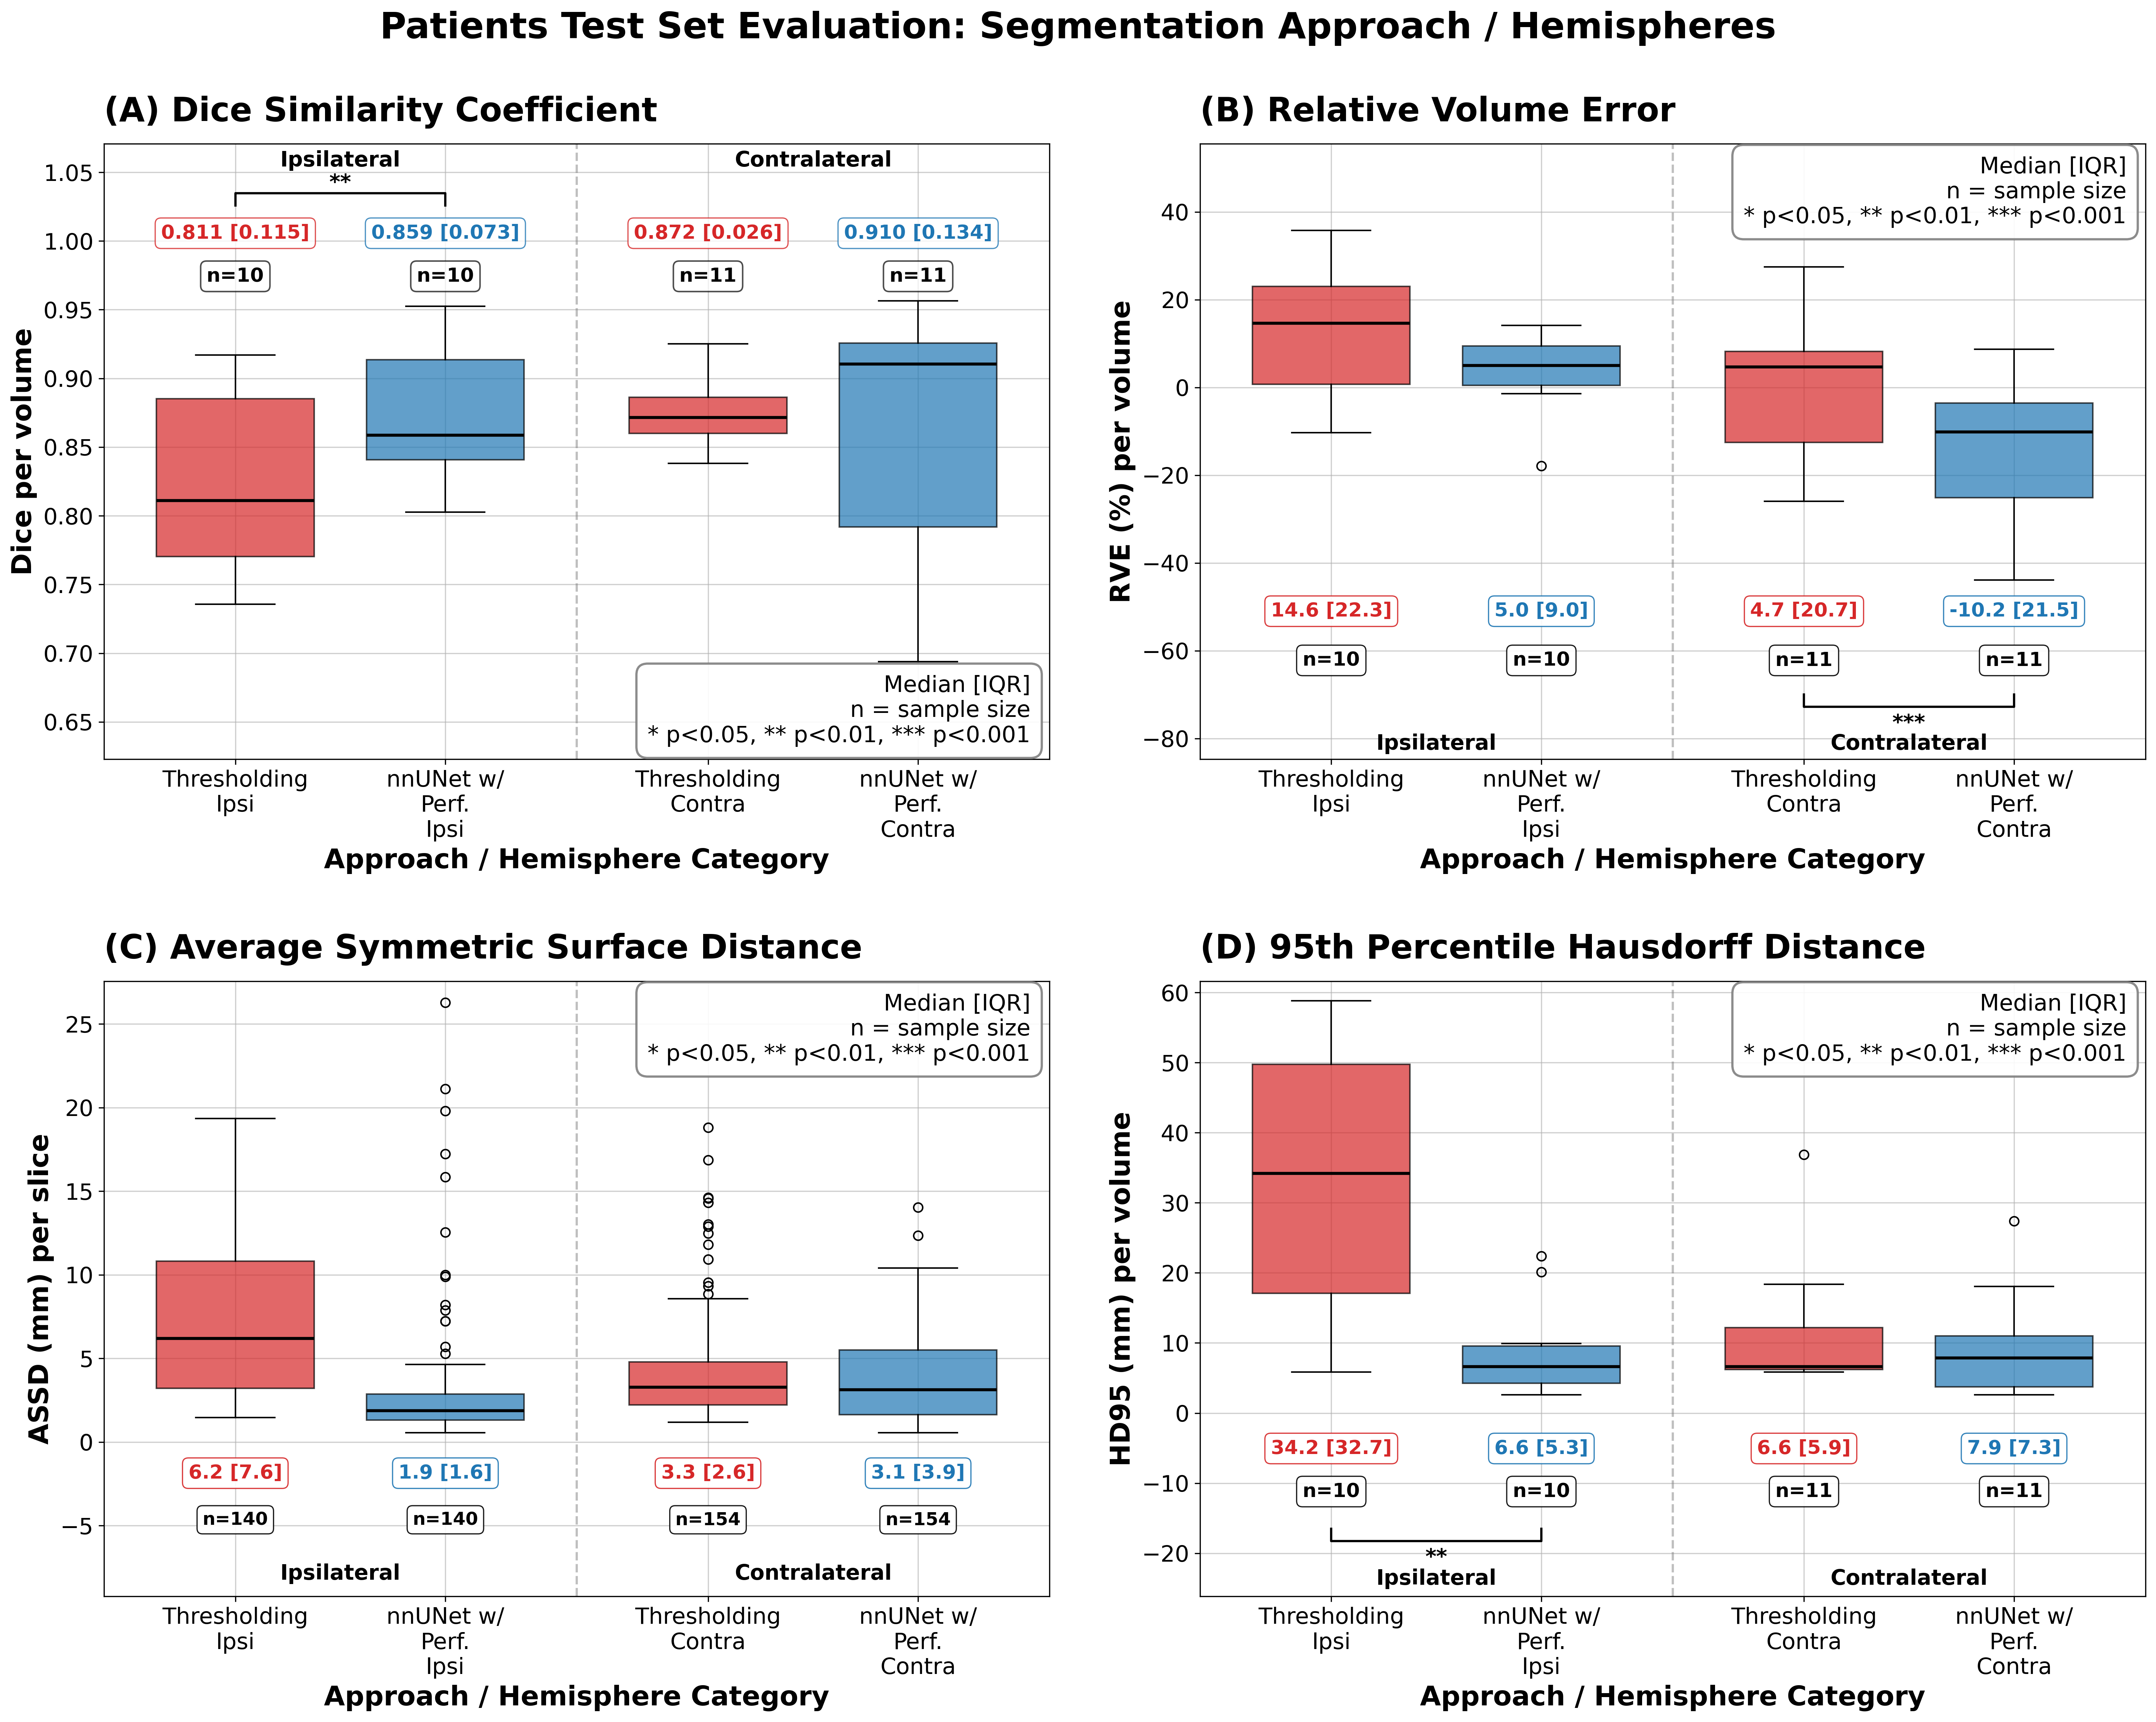 Patients Test Set Evaluation: Segmentation Approach / Hemispheres
(A) Dice Similarity Coefficient
Ipsilateral
Contralateral
**
1.05
1.00
0.95
0.90
0.85
0.80
0.75
0.70
0.65
Dice per volume
0.811 [0.115]
0.859 [0.073]
0.872 [0.026]
0.910 [0.134]
n=10
n=10
n=11
n=11
Median [IQR]
n = sample size
* p<0.05, ** p<0.01, *** p<0.001
Thresholding
Ipsi
nnUNet w/
Perf.
Ipsi
Thresholding
Contra
nnUNet w/
Perf.
Contra
Approach / Hemisphere Category
(B) Relative Volume Error
Median [IQR]
n = sample size
* p<0.05, ** p<0.01, *** p<0.001
40
20
0
−20
−40
−60
−80
RVE (%) per volume
14.6 [22.3]
5.0 [9.0]
4.7 [20.7]
-10.2 [21.5]
n=10
n=10
n=11
n=11
***
Ipsilateral
Contralateral
Thresholding
Ipsi
nnUNet w/
Perf.
Ipsi
Thresholding
Contra
nnUNet w/
Perf.
Contra
Approach / Hemisphere Category
(C) Average Symmetric Surface Distance
Median [IQR]
n = sample size
* p<0.05, ** p<0.01, *** p<0.001
25
20
15
10
5
0
−5
ASSD (mm) per slice
6.2 [7.6]
1.9 [1.6]
3.3 [2.6]
3.1 [3.9]
n=140
n=140
n=154
n=154
Ipsilateral
Contralateral
Thresholding
Ipsi
nnUNet w/
Perf.
Ipsi
Thresholding
Contra
nnUNet w/
Perf.
Contra
Approach / Hemisphere Category
(D) 95th Percentile Hausdorff Distance
Median [IQR]
n = sample size
* p<0.05, ** p<0.01, *** p<0.001
60
50
40
30
20
10
0
−10
−20
HD95 (mm) per volume
34.2 [32.7]
6.6 [5.3]
6.6 [5.9]
7.9 [7.3]
n=10
n=10
n=11
n=11
**
Ipsilateral
Contralateral
Thresholding
Ipsi
nnUNet w/
Perf.
Ipsi
Thresholding
Contra
nnUNet w/
Perf.
Contra
Approach / Hemisphere Category